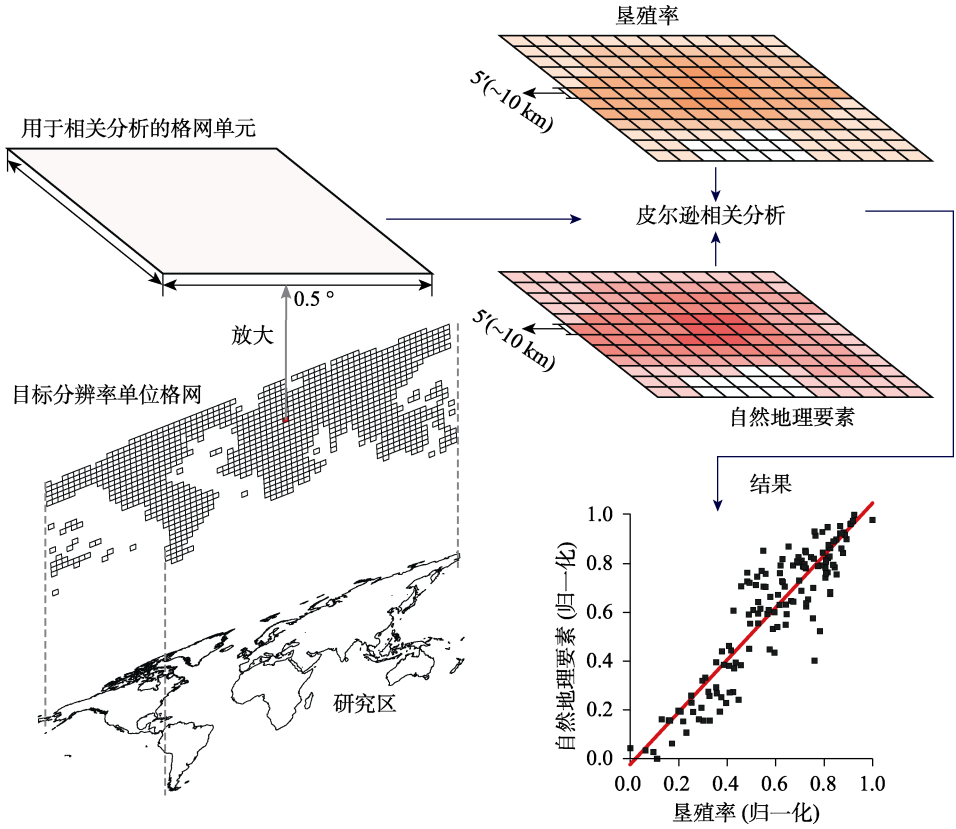 垦殖率
5′(~10 km)
用于相关分析的格网单元
皮尔逊相关分析
0.5 °
放大
5′(~10 km)
目标分辨率单位格网
自然地理要素
结果
研究区
自然地理要素 (归一化)
1.0
0.8
0.6
0.4
0.2
0.0
0.0 0.2 0.4 0.6 0.8 1.0
垦殖率 (归一化)